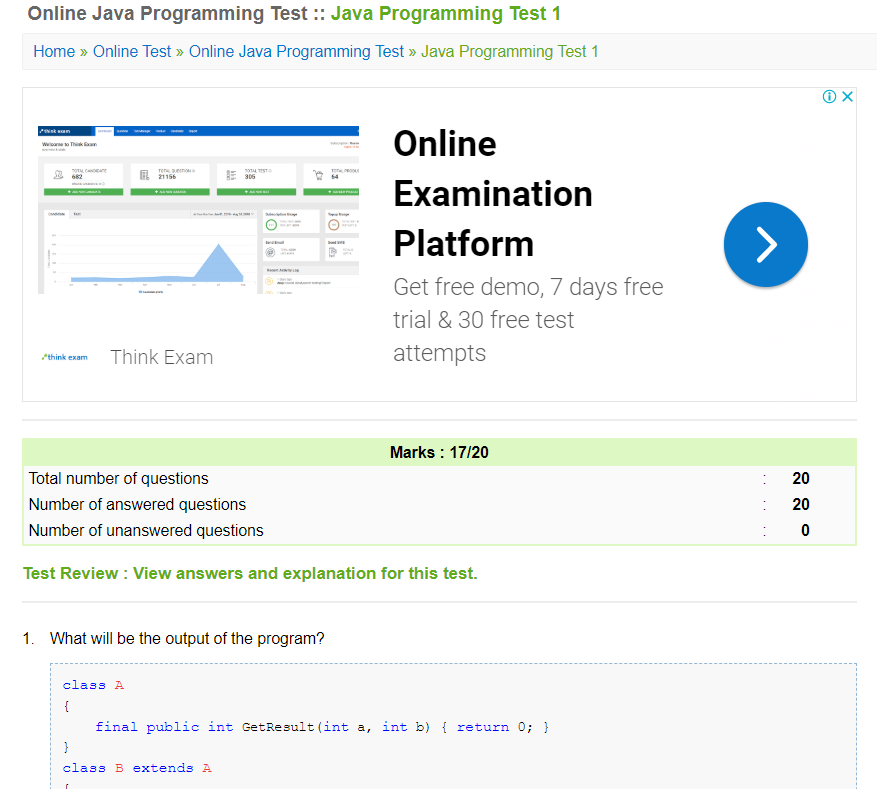 Online Java Programming Test :: Java Programming Test 1
Home » Online Test » Online Java Programming Test » Java Programming Test 1
think exam
Welcome to Think Exam
TOTAL CANDIDATE
682
TOTAL QUESTION
21156
TOTAL TEST
305
64
Online
Examination
Platform
Get free demo, 7 days free
trial & 30 free test
attempts
think exam
Think Exam
Marks : 17/20
Total number of questions : 20
Number of answered questions : 20
Number of unanswered questions : 0
Test Review : View answers and explanation for this test.
1. What will be the output of the program?
class A
{
    final public int GetResult(int a, int b) { return 0; }
}
class B extends A
{